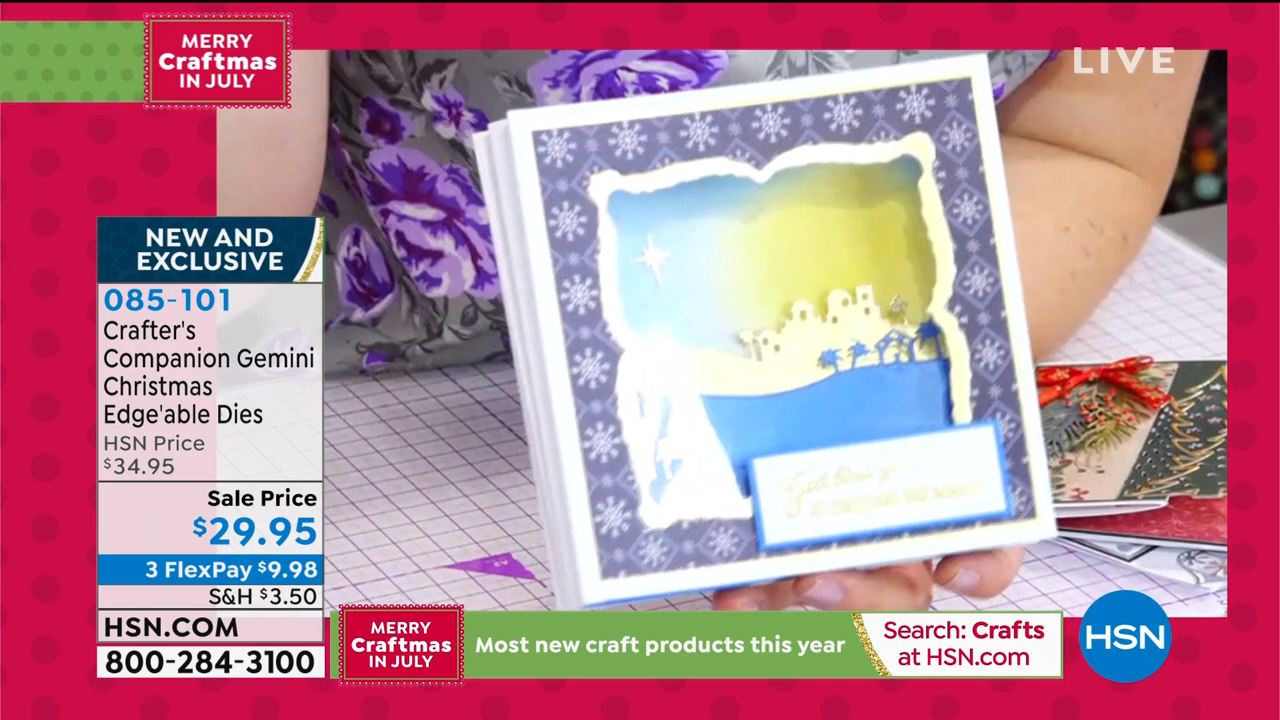 MERRY
Craftmas
IN JULY
LIVE
NEW AND
EXCLUSIVE
085-101
Crafter's
Companion Gemini
Christmas
Edge'able Dies
HSN Price
$34.95
Sale Price
$29.95
3 FlexPay $9.98
S&H $3.50
HSN.COM
800-284-3100
MERRY
Craftmas
IN JULY
Most new craft products this year
Search: Crafts
at HSN.com
HSN